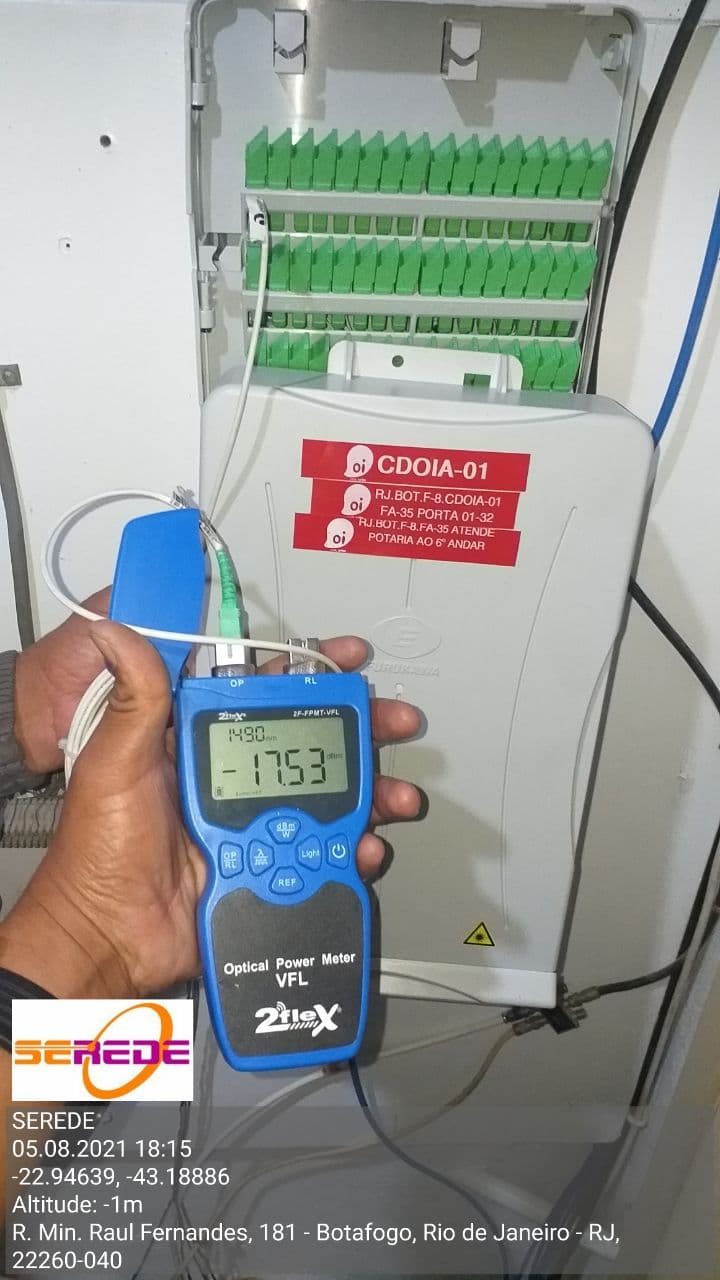 oi CDOIA-01
oi RJ.BOT.F-8.CDOIA-01
FA-35 PORTA 01-32
oi RJ.BOT.F-8.FA-35 ATENDE
POTARIA AO 6º ANDAR
FURUKAWA
OP RL
2fleX 2F-FPMT-VFL
1490nm
-17.53 dBm
dBm
W
OP
RL
λ
Light
REF
Optical Power Meter
VFL
2fleX
SEREDE
SEREDE
05.08.2021 18:15
-22.94639, -43.18886
Altitude: -1m
R. Min. Raul Fernandes, 181 - Botafogo, Rio de Janeiro - RJ,
22260-040